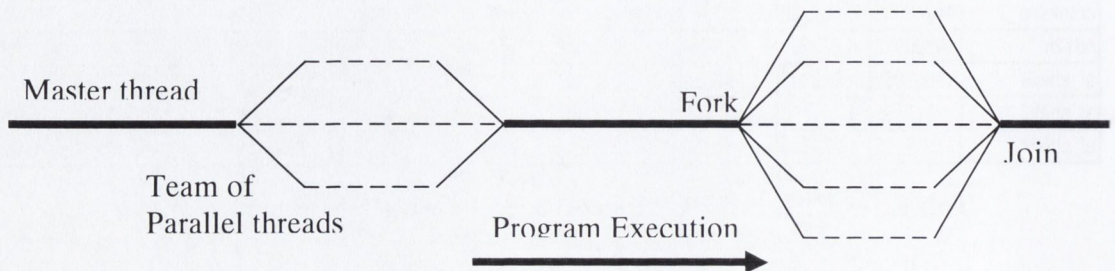 Master thread
Fork
Join
Team of
Parallel threads
Program Execution